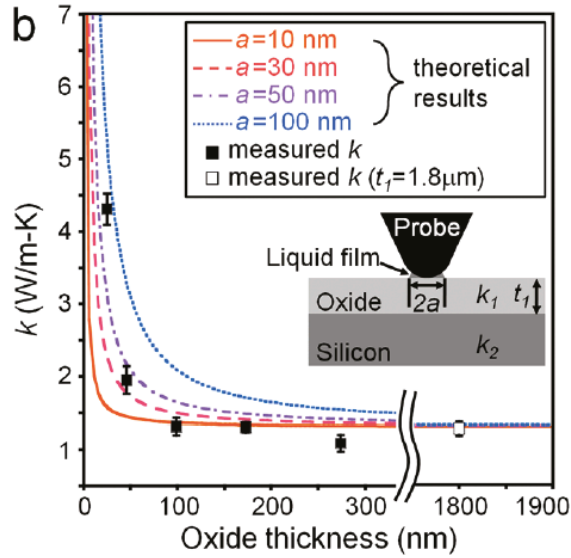 b
a=10 nm
a=30 nm
a=50 nm
a=100 nm
theoretical
results
measured k
measured k (t₁=1.8μm)
Probe
Liquid film
2a
Oxide
k₁
t₁
Silicon
k₂
k (W/m-K)
7
6
5
4
3
2
1
0
100
200
300
1800
1900
Oxide thickness (nm)